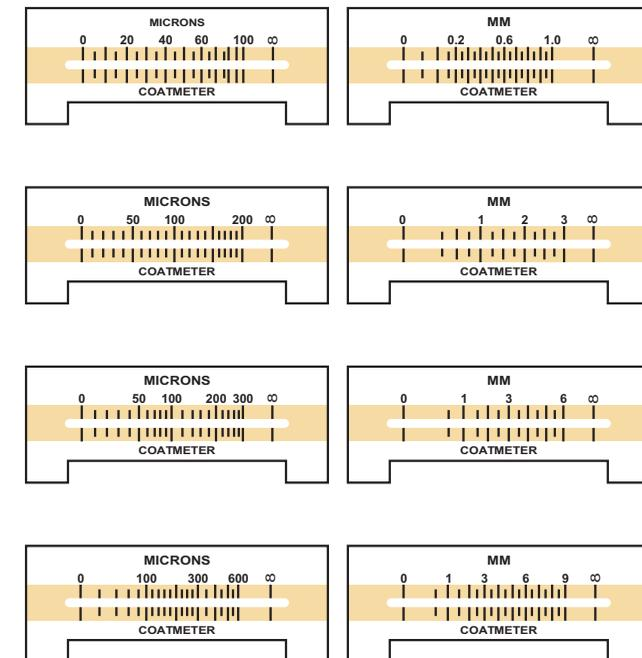 MICRONS
0 20 40 60 100 ∞
COATMETER
MM
0 0.2 0.6 1.0 ∞
COATMETER
MICRONS
0 50 100 200 ∞
COATMETER
MM
0 1 2 3 ∞
COATMETER
MICRONS
0 50 100 200 300 ∞
COATMETER
MM
0 1 3 6 ∞
COATMETER
MICRONS
0 100 300 600 ∞
COATMETER
MM
0 1 3 6 9 ∞
COATMETER